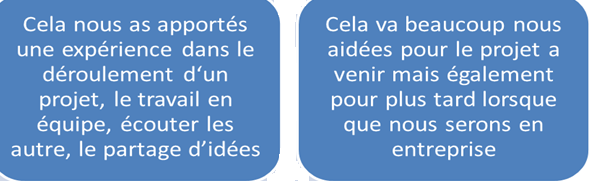 Cela nous as apportés
une expérience dans le
déroulement d‘un
projet, le travail en
équipe, écouter les
autre, le partage d’idées
Cela va beaucoup nous
aidées pour le projet a
venir mais également
pour plus tard lorsque
que nous serons en
entreprise